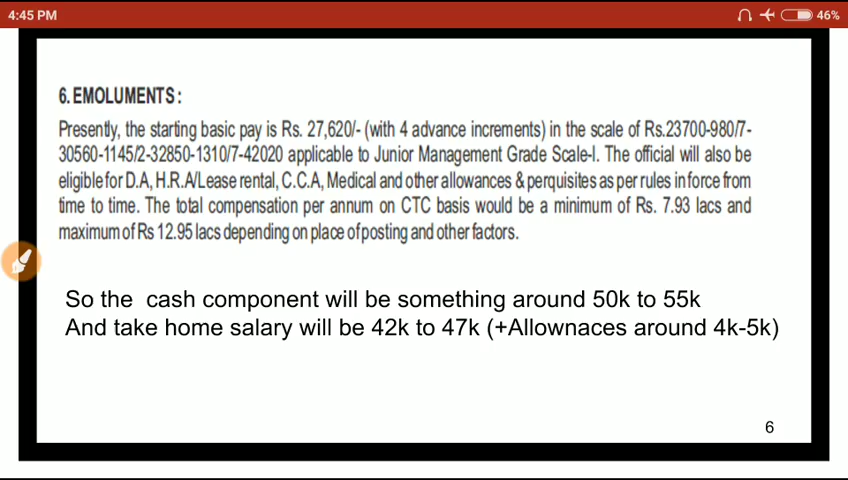 4:45 PM
46%
6. EMOLUMENTS:
Presently, the starting basic pay is Rs. 27,620/- (with 4 advance increments) in the scale of Rs.23700-980/7-
30560-1145/2-32850-1310/7-42020 applicable to Junior Management Grade Scale-I. The official will also be
eligible for D.A, H.R.A/Lease rental, C.C.A, Medical and other allowances & perquisites as per rules in force from
time to time. The total compensation per annum on CTC basis would be a minimum of Rs. 7.93 lacs and
maximum of Rs 12.95 lacs depending on place of posting and other factors.
So the cash component will be something around 50k to 55k
And take home salary will be 42k to 47k (+Allownaces around 4k-5k)
6